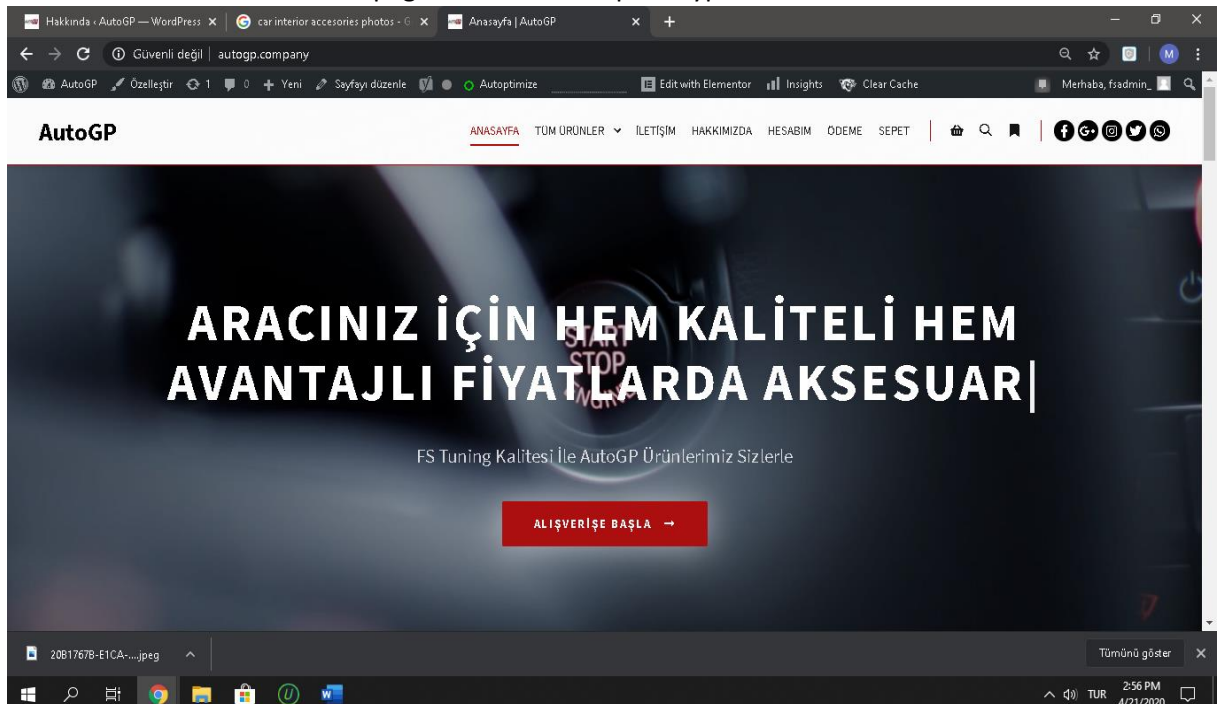 Hakkında ‹ AutoGP — WordPress
car interior accesories photos - G
Anasayfa | AutoGP
Güvenli değil | autogp.company
AutoGP Özelleştir 1 0 Yeni Sayfayı düzenle Autoptimize Edit with Elementor Insights Clear Cache Merhaba, fsadmin_
AutoGP
ANASAYFA TÜM ÜRÜNLER İLETİŞİM HAKKIMIZDA HESABIM ÖDEME SEPET
START
STOP
ARACINIZ İÇİN HEM KALİTELİ HEM
AVANTAJLI FİYATLARDA AKSESUAR|
FS Tuning Kalitesi İle AutoGP Ürünlerimiz Sizlerle
ALIŞVERİŞE BAŞLA →
20B1767B-E1CA-....jpeg
Tümünü göster
TUR
2:56 PM
4/21/2020